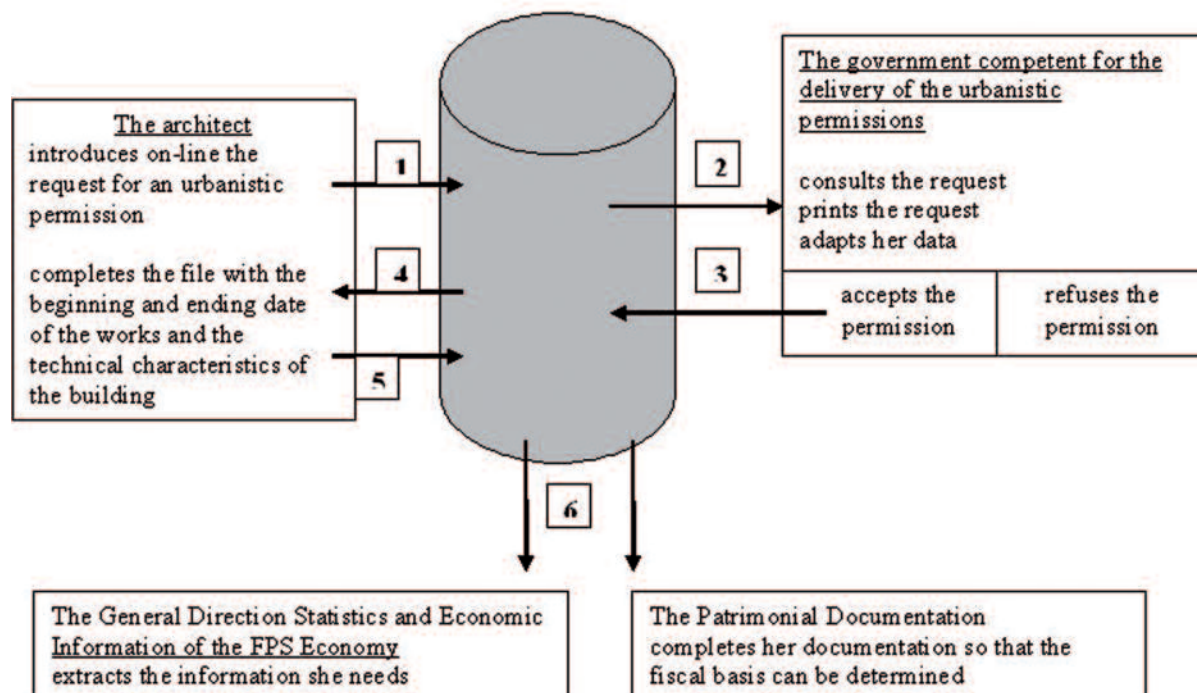 The architect
introduces on-line the
request for an urbanistic
permission
completes the file with the
beginning and ending date
of the works and the
technical characteristics of
the building
1
4
5
2
3
The government competent for the
delivery of the urbanistic
permissions
consults the request
prints the request
adapts her data
accepts the
permission
refuses the
permission
6
The General Direction Statistics and Economic
Information of the FPS Economy
extracts the information she needs
The Patrimonial Documentation
completes her documentation so that the
fiscal basis can be determined